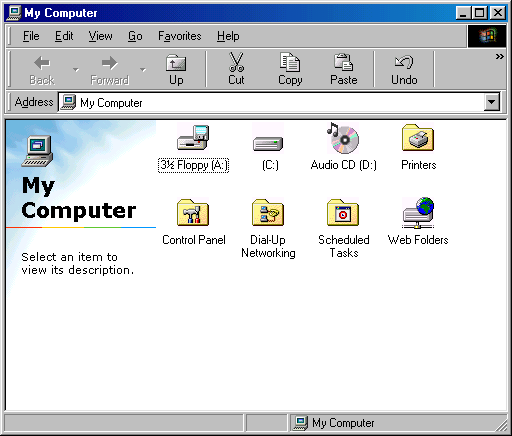 My Computer
File Edit View Go Favorites Help
Back Forward Up Cut Copy Paste Undo »
Address My Computer
My
Computer
Select an item to
view its description.
3½ Floppy (A:) (C:) Audio CD (D:) Printers
Control Panel Dial-Up Scheduled Web Folders
Networking Tasks
My Computer